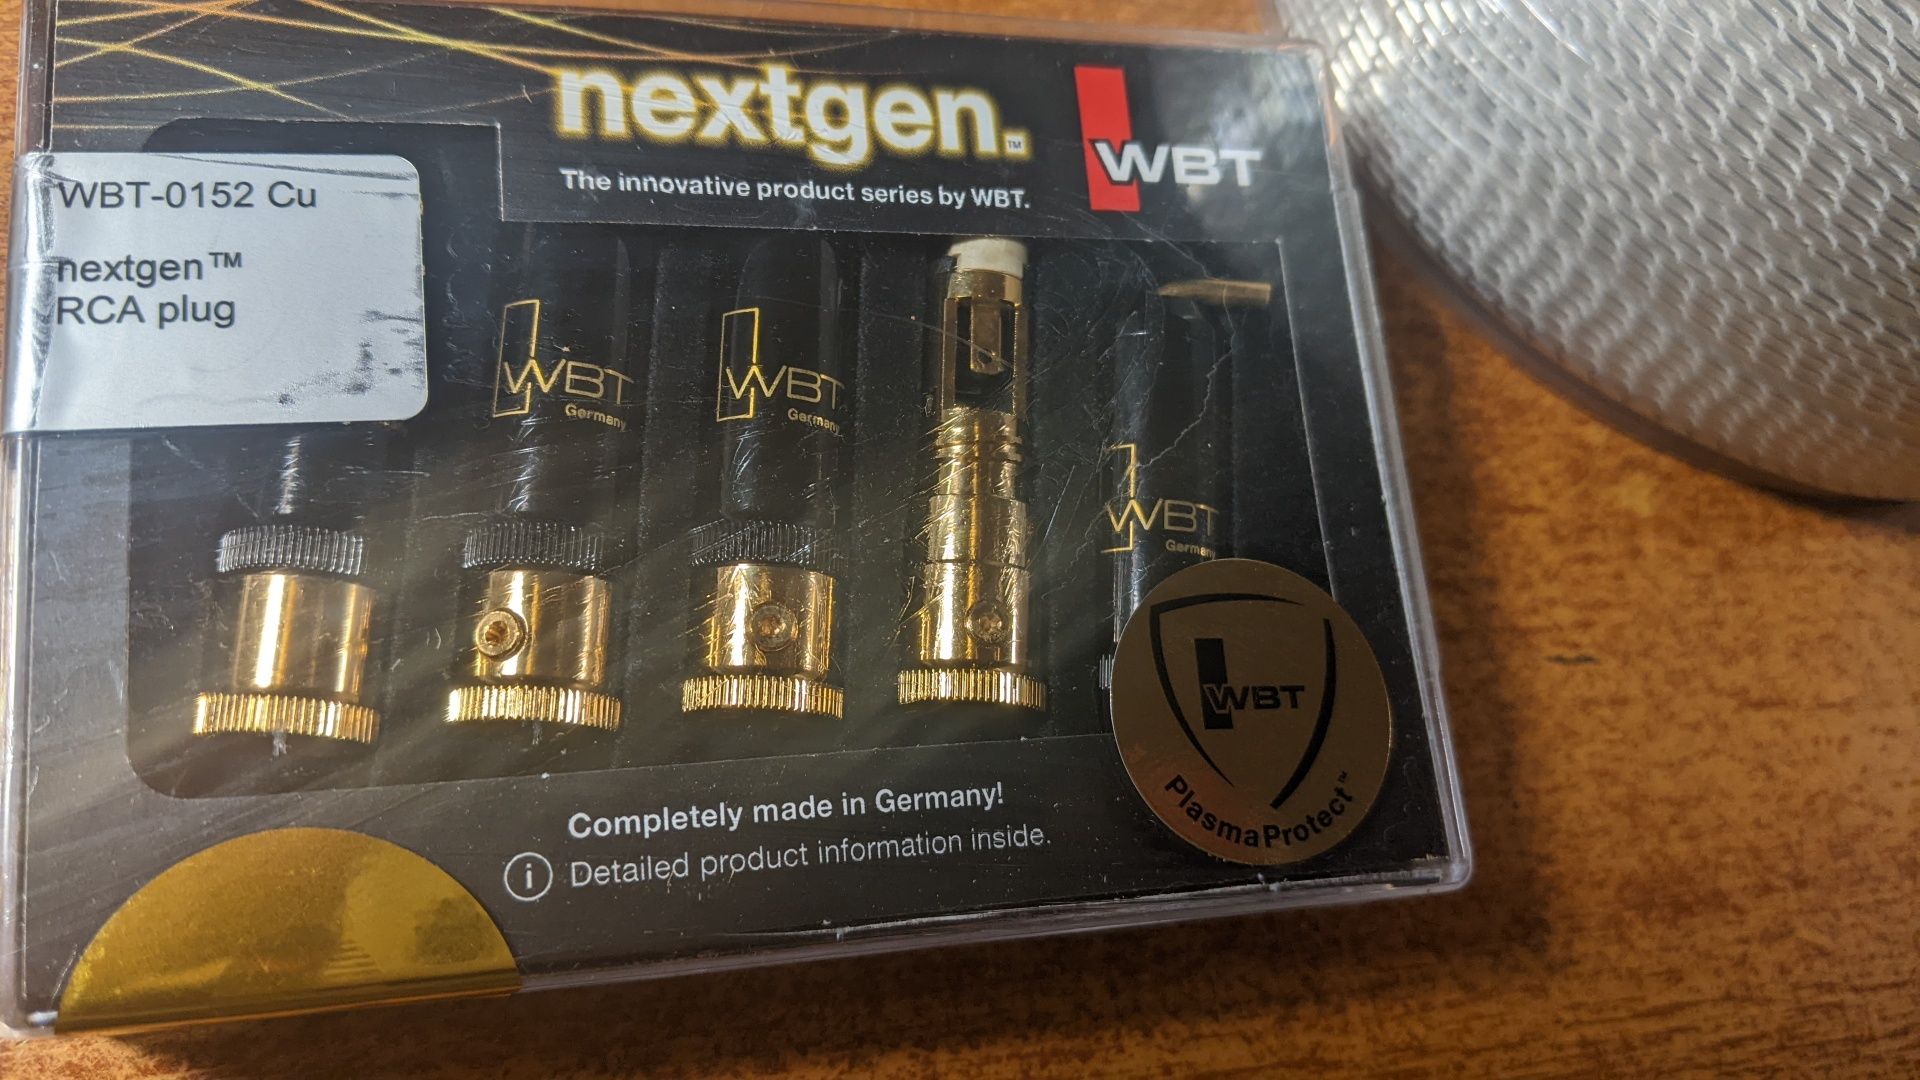 nextgen.™
The innovative product series by WBT.
WBT
WBT-0152 Cu
nextgen™
RCA plug
WBT
Germany
WBT
Germany
WBT
Germany
WBT
PlasmaProtect™
Completely made in Germany!
i Detailed product information inside.